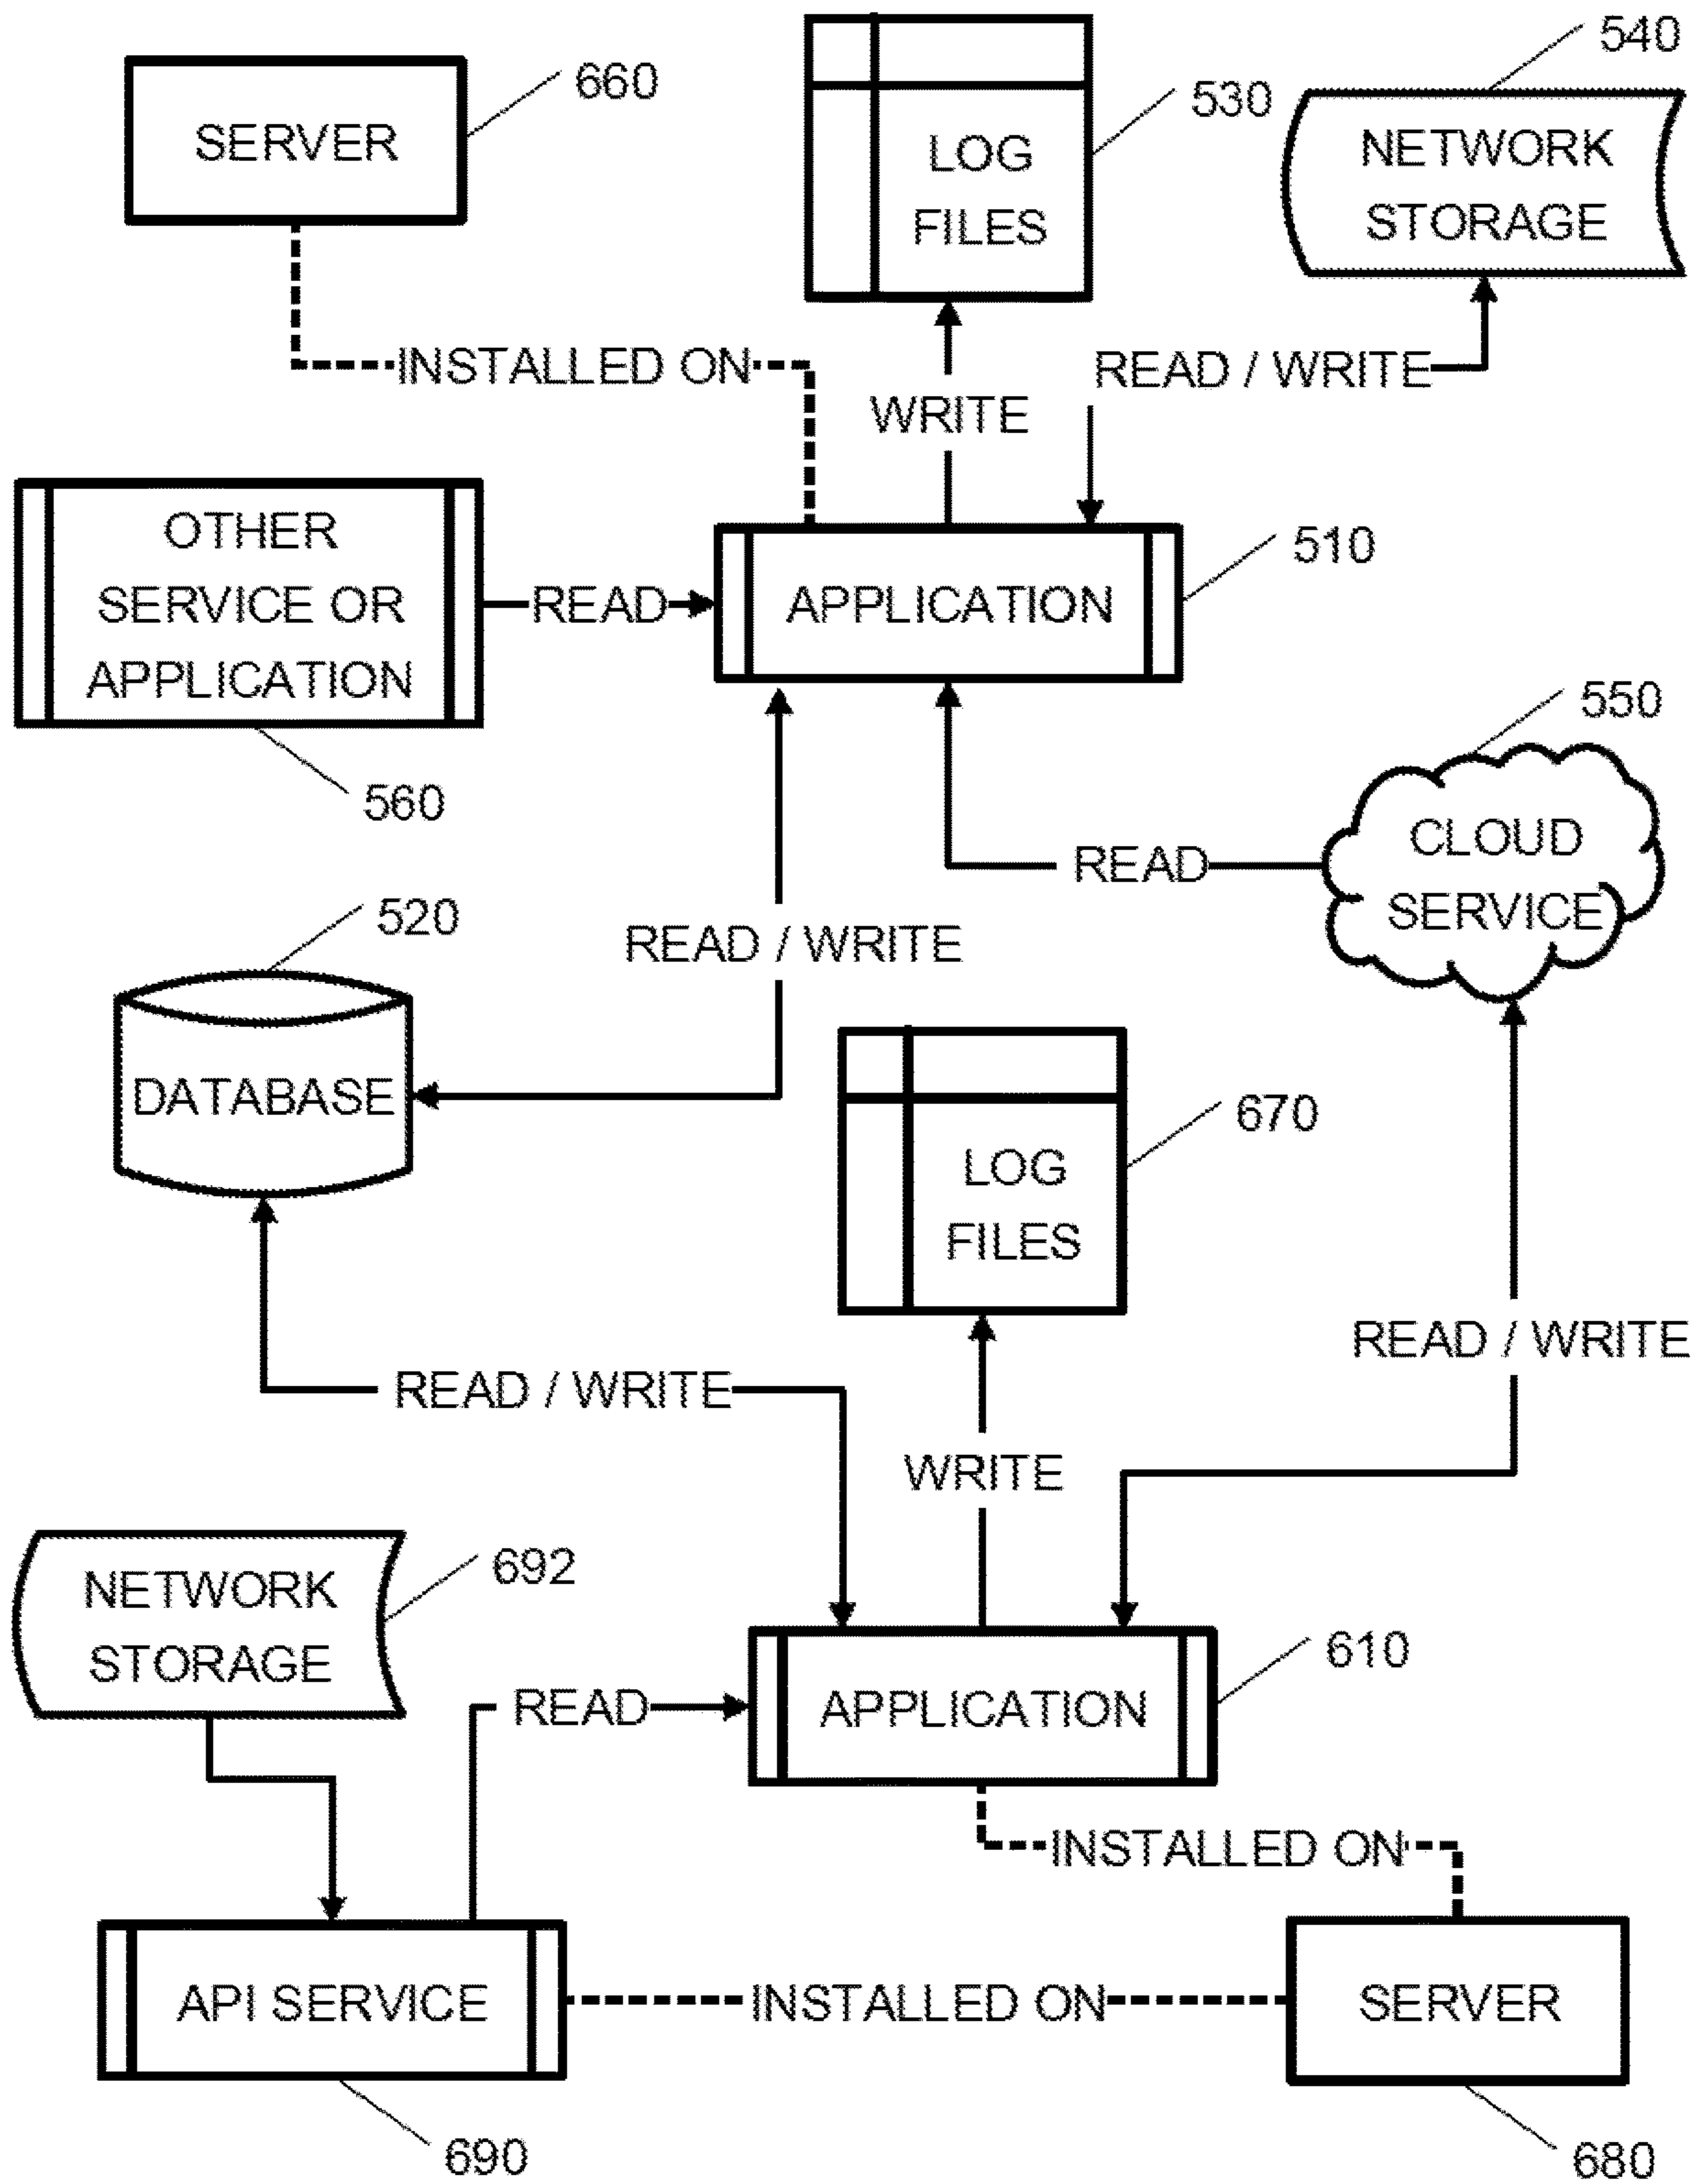 540
660
530
SERVER
LOG
FILES
NETWORK
STORAGE
INSTALLED ON
READ / WRITE
WRITE
OTHER
SERVICE OR
APPLICATION
READ
APPLICATION
510
560
550
CLOUD
SERVICE
READ
520
READ / WRITE
DATABASE
LOG
FILES
670
READ / WRITE
READ / WRITE
WRITE
NETWORK
STORAGE
692
READ
APPLICATION
610
INSTALLED ON
API SERVICE
INSTALLED ON
SERVER
690
680